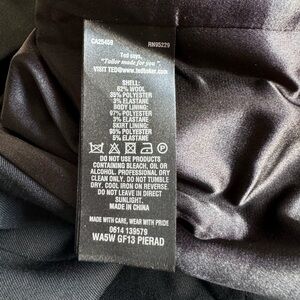 CA25408 RN95229
Ted says,
"Tailor made for you".
VISIT TED@www.tedbaker.com
SHELL:
62% WOOL
35% POLYESTER
3% ELASTANE
BODY LINING:
97% POLYESTER
3% ELASTANE
SKIRT LINING:
95% POLYESTER
5% ELASTANE
DO NOT USE PRODUCTS
CONTAINING BLEACH, OIL OR
ALCOHOL. PROFESSIONAL DRY
CLEAN ONLY. DO NOT TUMBLE
DRY, COOL IRON REVERSE. DO
NOT LEAVE IN DIRECT
SUNLIGHT.
MADE IN CHINA
MADE WITH CARE, WEAR WITH PRIDE
0614 139579
WA5W GF13 PIERAD